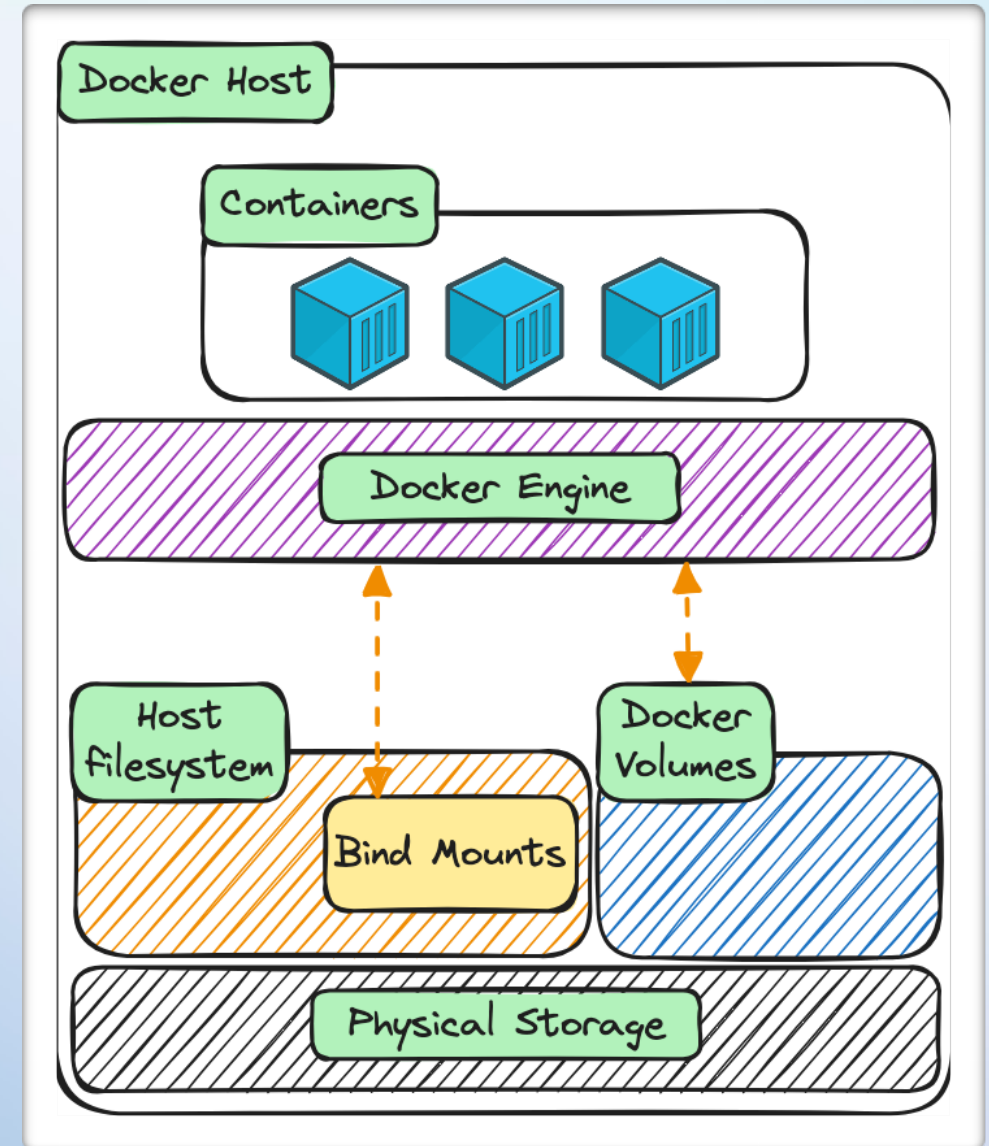 Docker Host
Containers
Docker Engine
Host
filesystem
Docker
Volumes
Bind Mounts
Physical Storage